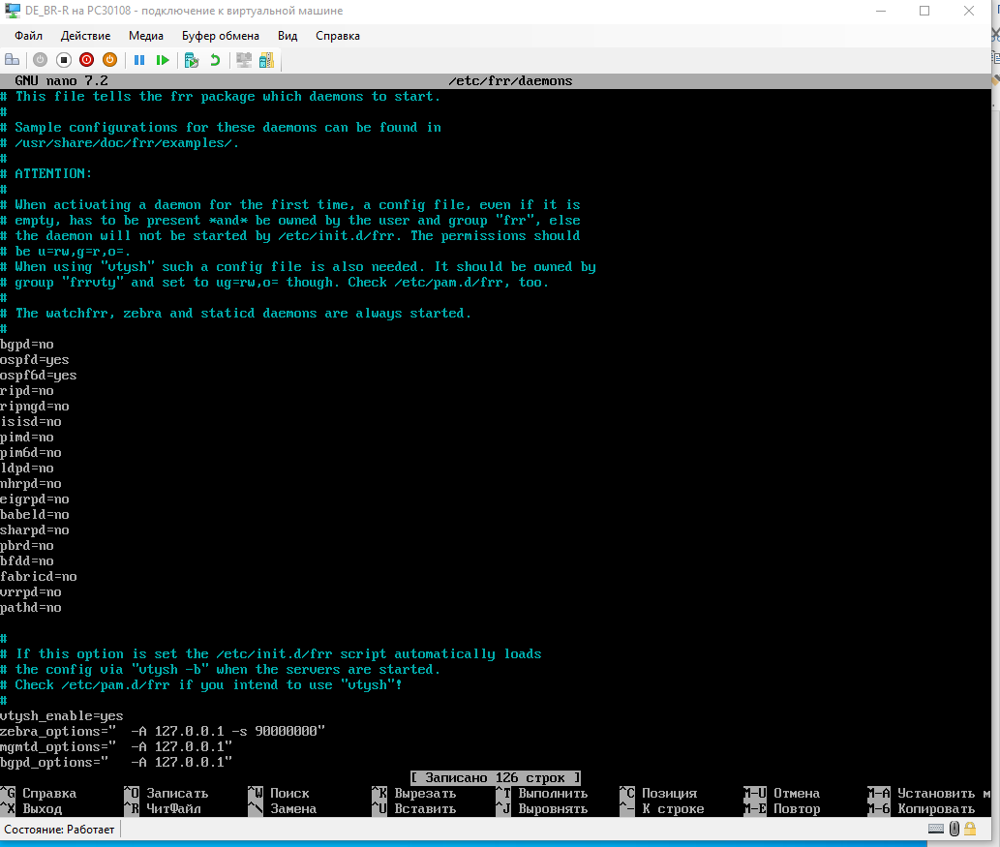 DE_BR-R на PC30108 - подключение к виртуальной машине
Файл Действие Медиа Буфер обмена Вид Справка
GNU nano 7.2 /etc/frr/daemons
# This file tells the frr package which daemons to start.
#
# Sample configurations for these daemons can be found in
# /usr/share/doc/frr/examples/.
#
# ATTENTION:
#
# When activating a daemon for the first time, a config file, even if it is
# empty, has to be present *and* be owned by the user and group "frr", else
# the daemon will not be started by /etc/init.d/frr. The permissions should
# be u=rw,g=r,o=.
# When using "vtysh" such a config file is also needed. It should be owned by
# group "frrvty" and set to ug=rw,o= though. Check /etc/pam.d/frr, too.
#
# The watchfrr, zebra and staticd daemons are always started.
#
bgpd=no
ospfd=yes
ospf6d=yes
ripd=no
ripngd=no
isisd=no
pimd=no
pim6d=no
ldpd=no
nhrpd=no
eigrpd=no
babeld=no
sharpd=no
pbrd=no
bfdd=no
fabricd=no
vrrpd=no
pathd=no
#
# If this option is set the /etc/init.d/frr script automatically loads
# the config via "vtysh -b" when the servers are started.
# Check /etc/pam.d/frr if you intend to use "vtysh"!
#
vtysh_enable=yes
zebra_options="  -A 127.0.0.1 -s 90000000"
mgmtd_options="  -A 127.0.0.1"
bgpd_options="   -A 127.0.0.1"
[ Записано 126 строк ]
^G Справка ^O Записать ^W Поиск ^K Вырезать ^T Выполнить ^C Позиция M-U Отмена M-A Установить м
^X Выход ^R ЧитФайл ^\ Замена ^U Вставить ^J Выровнять ^- К строке M-E Повтор M-6 Копировать
Состояние: Работает